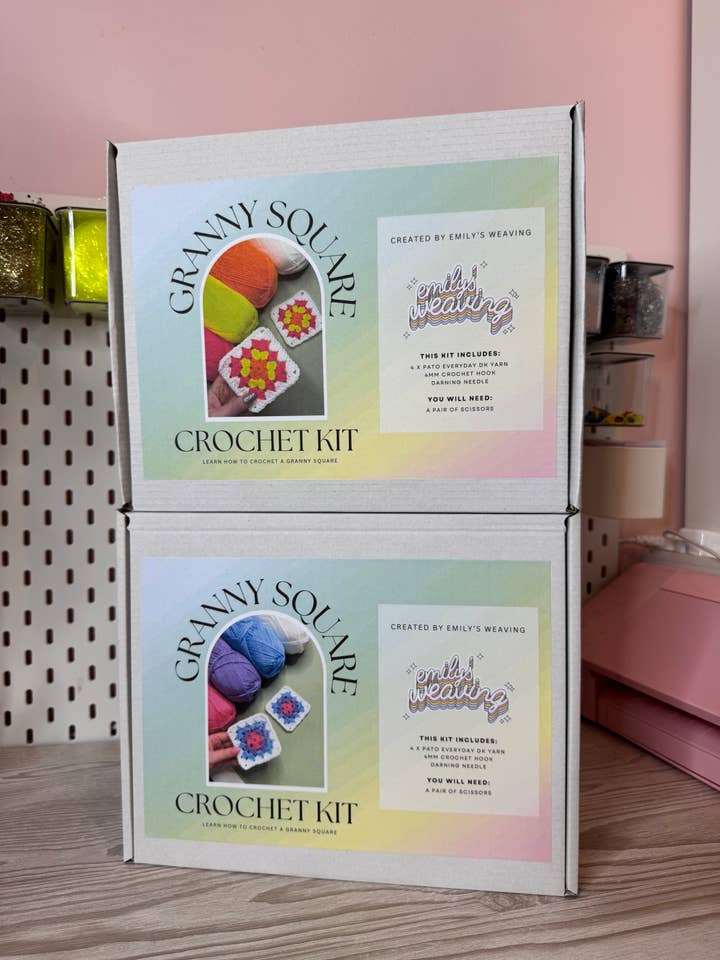 GRANNY SQUARE
CROCHET KIT
LEARN HOW TO CROCHET A GRANNY SQUARE
CREATED BY EMILY'S WEAVING
emily's
weaving
THIS KIT INCLUDES:
4 X PATO EVERYDAY DK YARN
4MM CROCHET HOOK
DARNING NEEDLE
YOU WILL NEED:
A PAIR OF SCISSORS
GRANNY SQUARE
CROCHET KIT
LEARN HOW TO CROCHET A GRANNY SQUARE
CREATED BY EMILY'S WEAVING
emily's
weaving
THIS KIT INCLUDES:
4 X PATO EVERYDAY DK YARN
4MM CROCHET HOOK
DARNING NEEDLE
YOU WILL NEED:
A PAIR OF SCISSORS